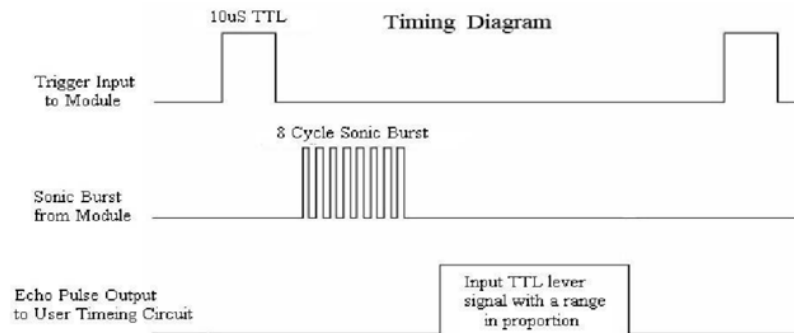 10uS TTL
Timing Diagram
Trigger Input
to Module
8 Cycle Sonic Burst
Sonic Burst
from Module
Echo Pulse Output
to User Timeing Circuit
Input TTL lever
signal with a range
in proportion